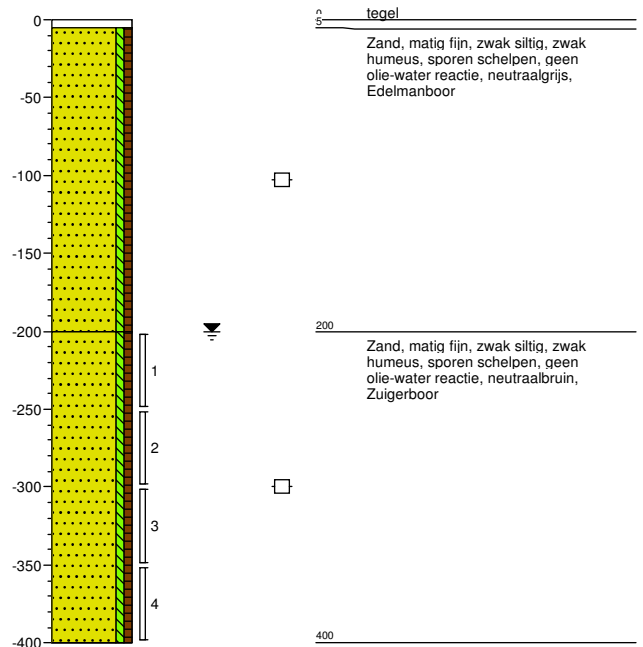 0
-50
-100
-150
-200
-250
-300
-350
-400
1
2
3
4
0
5
tegel
Zand, matig fijn, zwak siltig, zwak
humeus, sporen schelpen, geen
olie-water reactie, neutraalgrijs,
Edelmanboor
200
Zand, matig fijn, zwak siltig, zwak
humeus, sporen schelpen, geen
olie-water reactie, neutraalbruin,
Zuigerboor
400